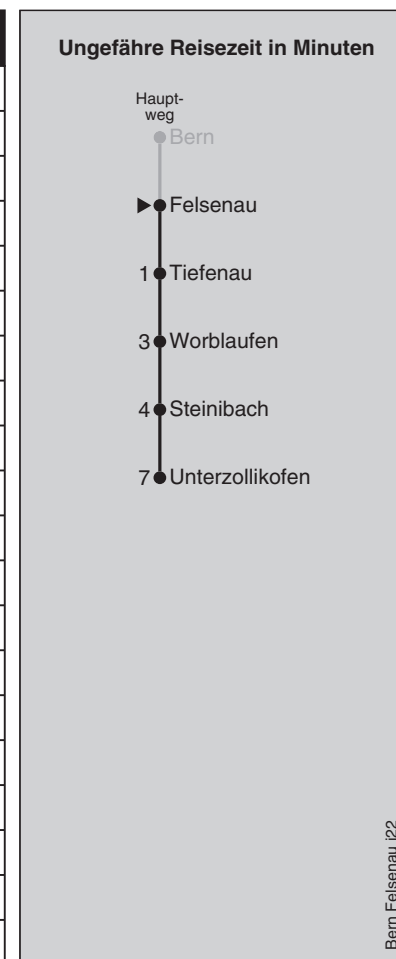 Ungefähre Reisezeit in Minuten
Haupt-
weg
Bern
Felsenau
1 Tiefenau
3 Worblaufen
4 Steinibach
7 Unterzollikofen
Bern Felsenau j22